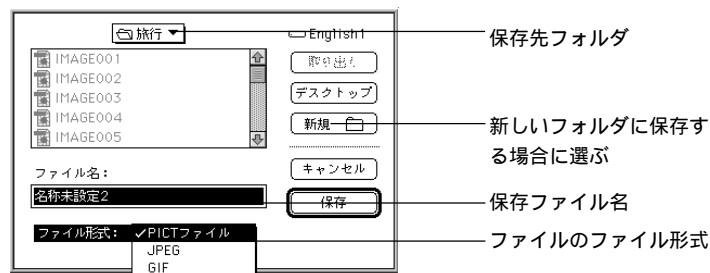 旅行
English1
IMAGE001
IMAGE002
IMAGE003
IMAGE004
IMAGE005
取り出し
デスクトップ
新規
ファイル名:
名称未設定2
キャンセル
保存
ファイル形式: ✓PICTファイル
JPEG
GIF
保存先フォルダ
新しいフォルダに保存す
る場合に選ぶ
保存ファイル名
ファイルのファイル形式